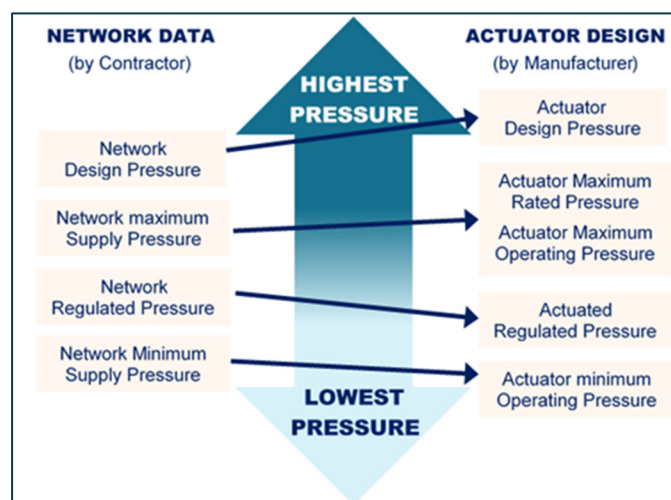 NETWORK DATA
(by Contractor)
Network
Design Pressure
Network maximum
Supply Pressure
Network
Regulated Pressure
Network Minimum
Supply Pressure
HIGHEST
PRESSURE
LOWEST
PRESSURE
ACTUATOR DESIGN
(by Manufacturer)
Actuator
Design Pressure
Actuator Maximum
Rated Pressure
Actuator Maximum
Operating Pressure
Actuated
Regulated Pressure
Actuator minimum
Operating Pressure